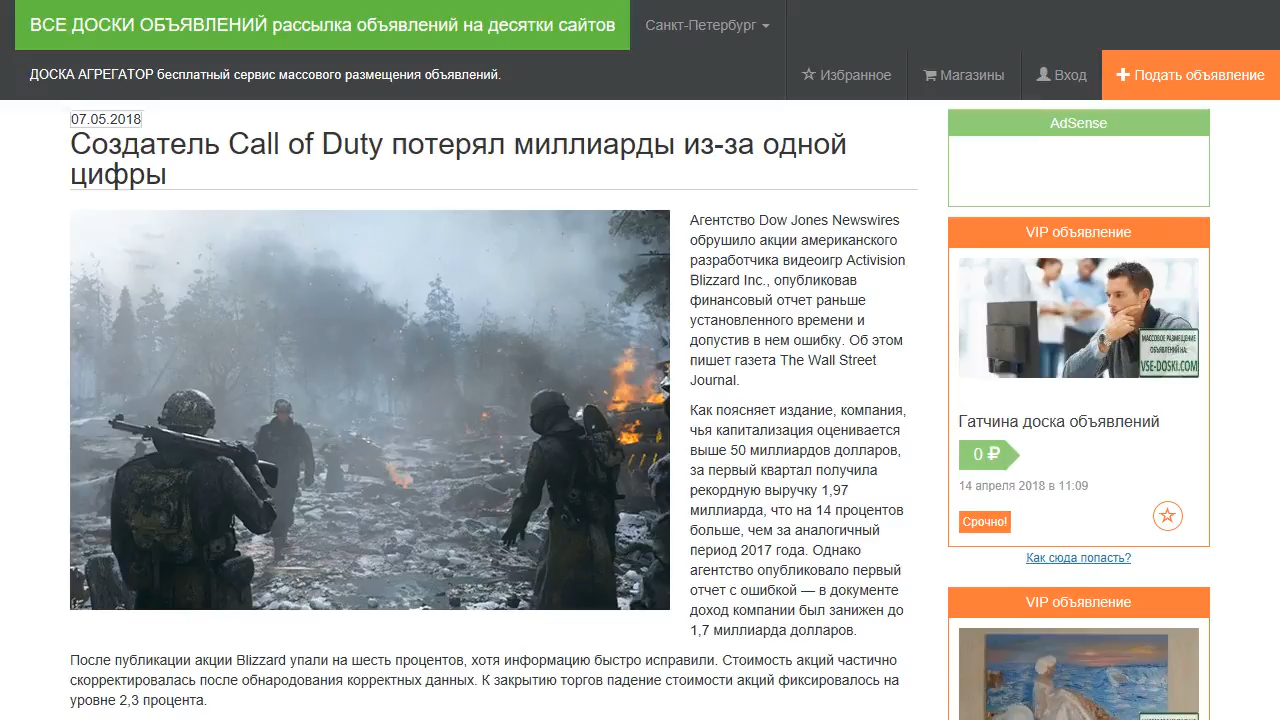 ВСЕ ДОСКИ ОБЪЯВЛЕНИЙ рассылка объявлений на десятки сайтов
Санкт-Петербург
ДОСКА АГРЕГАТОР бесплатный сервис массового размещения объявлений.
Избранное
Магазины
Вход
Подать объявление
07.05.2018
Создатель Call of Duty потерял миллиарды из-за одной
цифры
Агентство Dow Jones Newswires
обрушило акции американского
разработчика видеоигр Activision
Blizzard Inc., опубликовав
финансовый отчет раньше
установленного времени и
допустив в нем ошибку. Об этом
пишет газета The Wall Street
Journal.
Как поясняет издание, компания,
чья капитализация оценивается
выше 50 миллиардов долларов,
за первый квартал получила
рекордную выручку 1,97
миллиарда, что на 14 процентов
больше, чем за аналогичный
период 2017 года. Однако
агентство опубликовало первый
отчет с ошибкой — в документе
доход компании был занижен до
1,7 миллиарда долларов.
После публикации акции Blizzard упали на шесть процентов, хотя информацию быстро исправили. Стоимость акций частично
скорректировалась после обнародования корректных данных. К закрытию торгов падение стоимости акций фиксировалось на
уровне 2,3 процента.
AdSense
VIP объявление
МАССОВОЕ РАЗМЕЩЕНИЕ
ОБЪЯВЛЕНИЙ НА:
VSE-DOSKI.COM
Гатчина доска объявлений
0 ₽
14 апреля 2018 в 11:09
Срочно!
Как сюда попасть?
VIP объявление